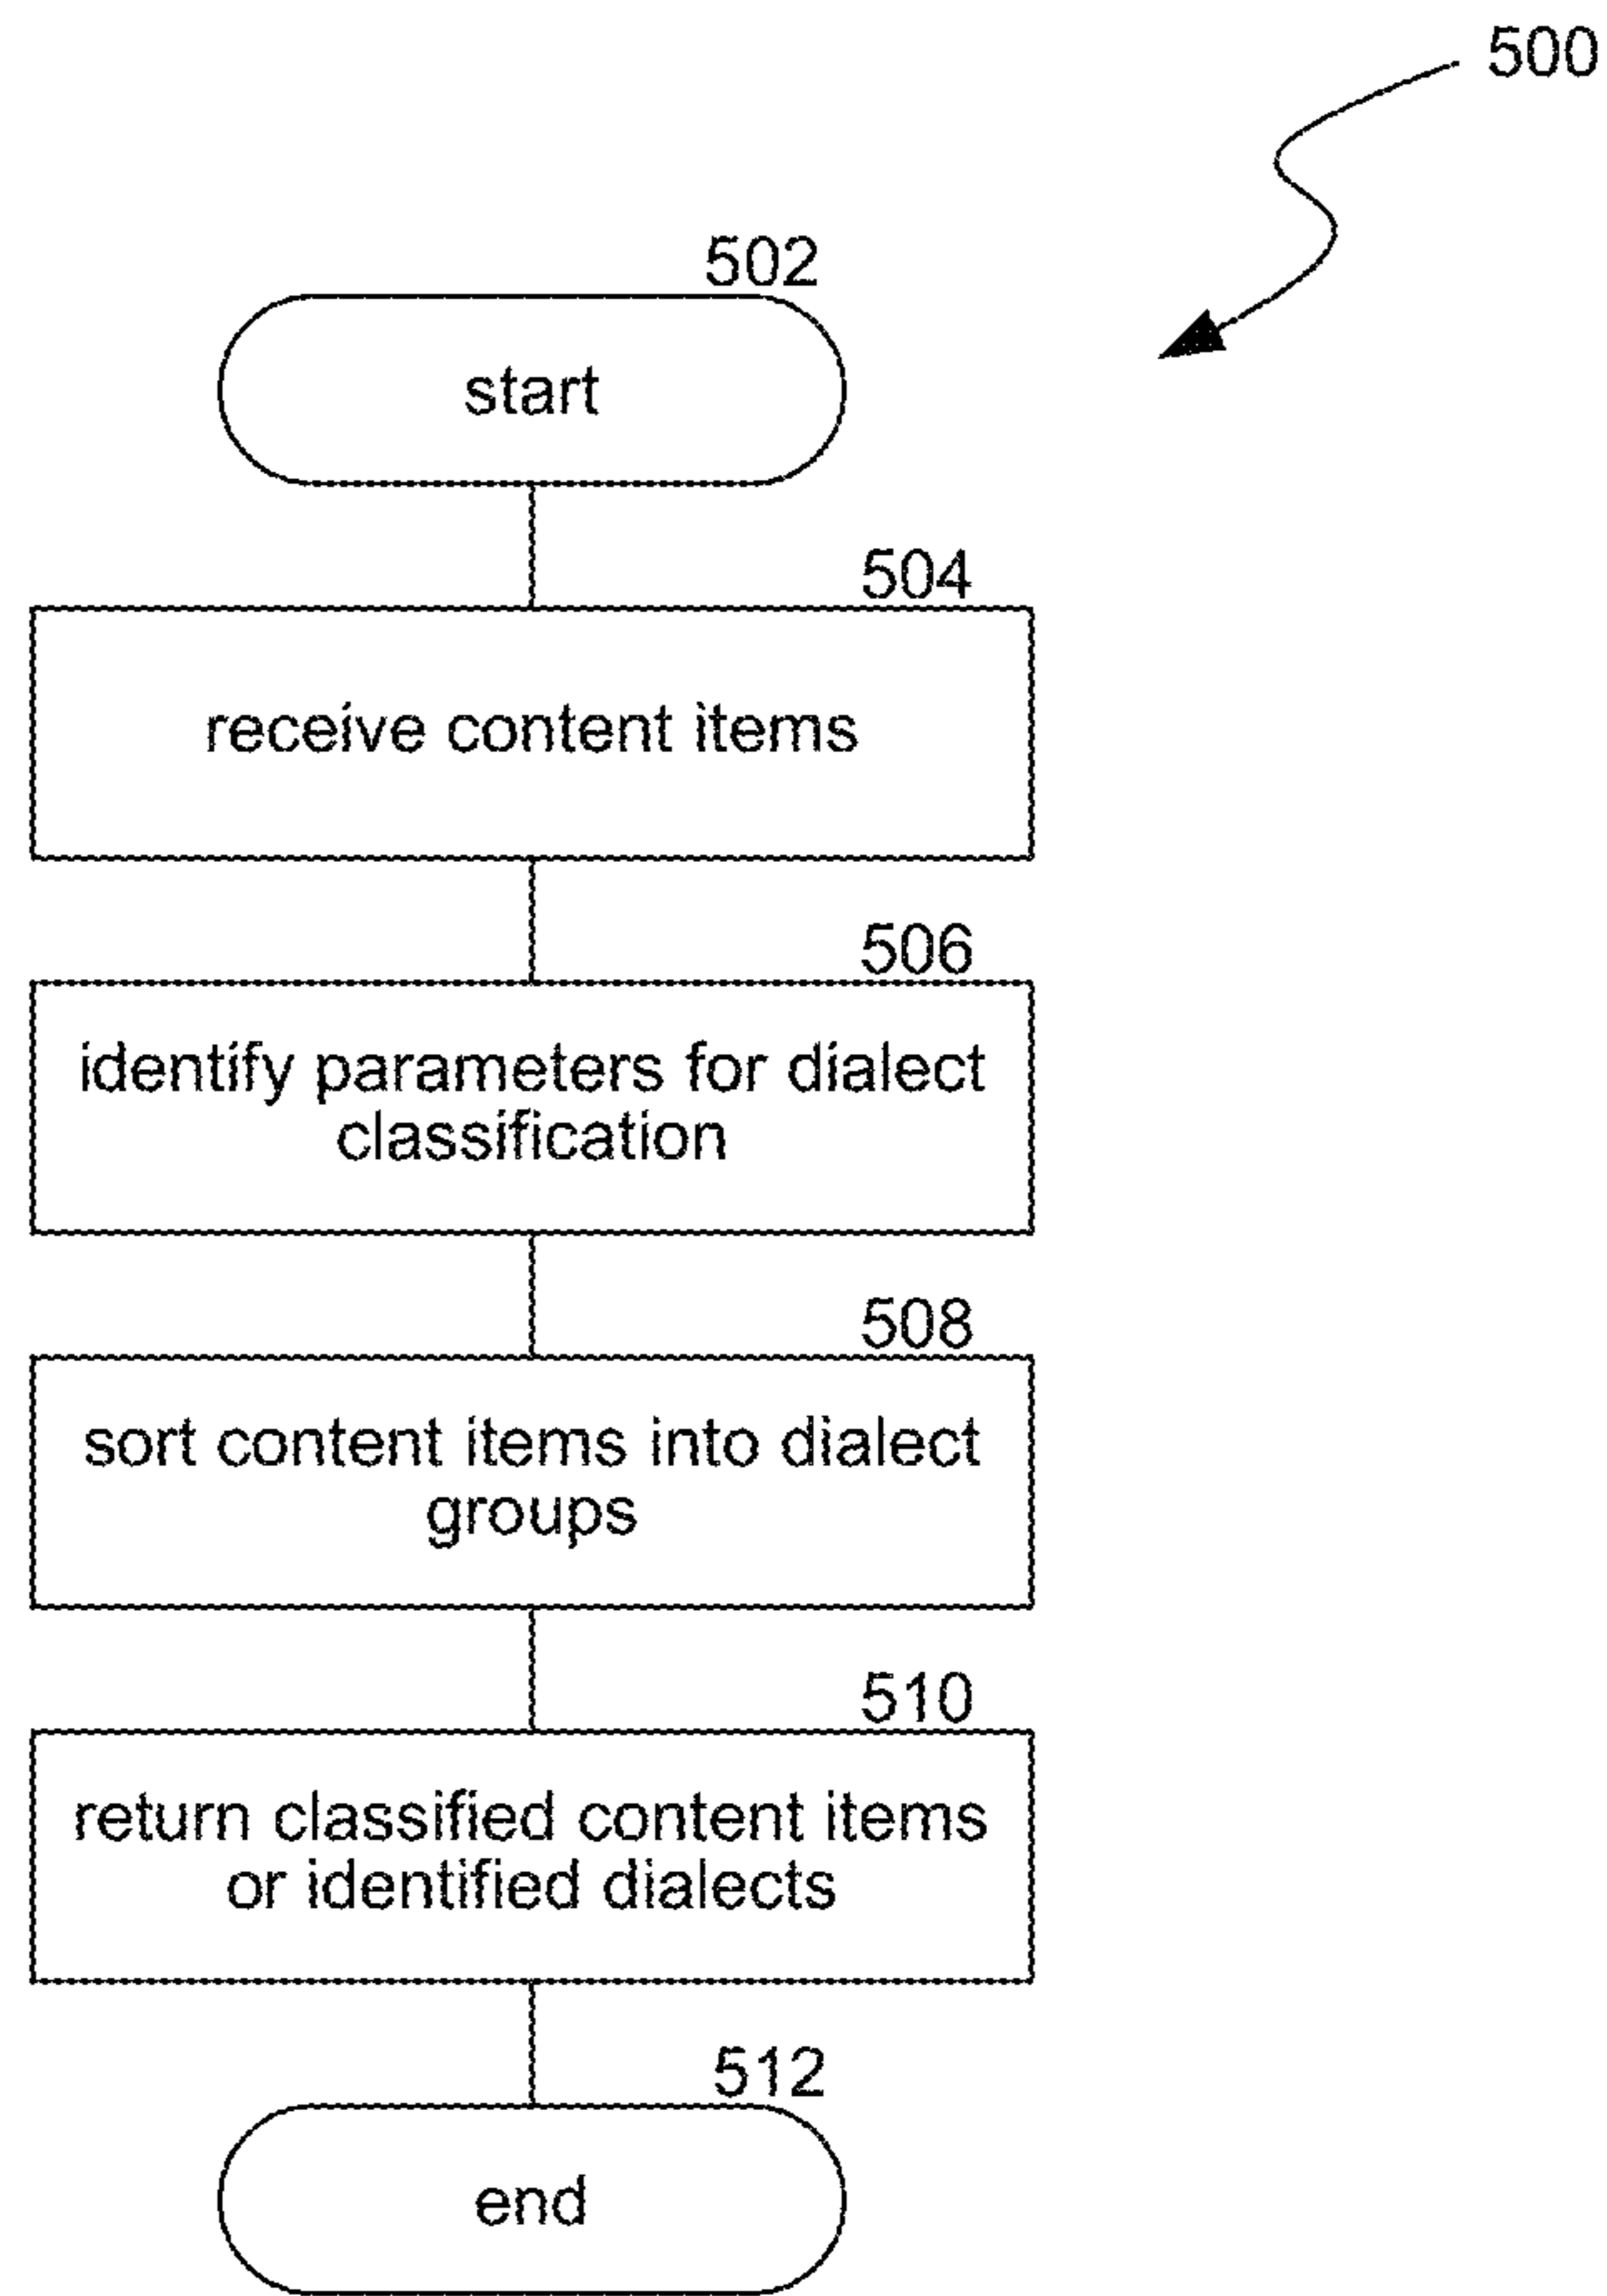 500
502
start
504
receive content items
506
identify parameters for dialect
classification
508
sort content items into dialect
groups
510
return classified content items
or identified dialects
512
end